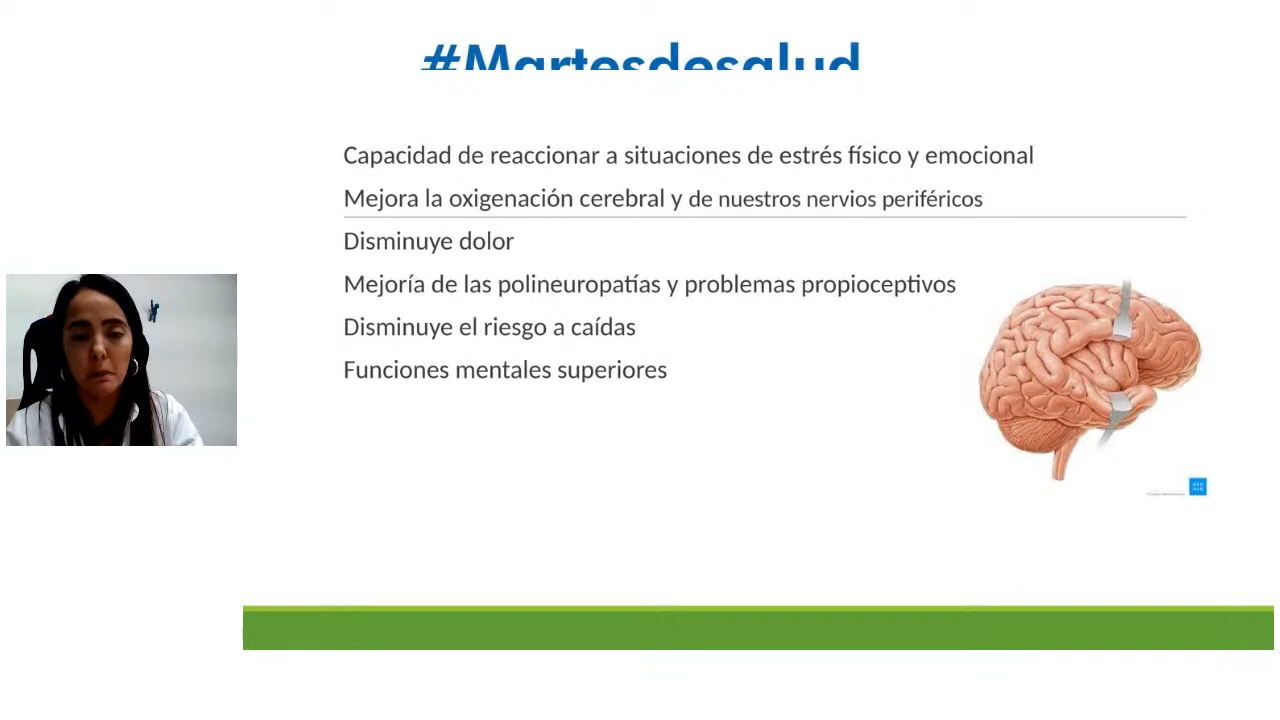 #Martesdesalud
Capacidad de reaccionar a situaciones de estrés físico y emocional
Mejora la oxigenación cerebral y de nuestros nervios periféricos
Disminuye dolor
Mejoría de las polineuropatías y problemas propioceptivos
Disminuye el riesgo a caídas
Funciones mentales superiores